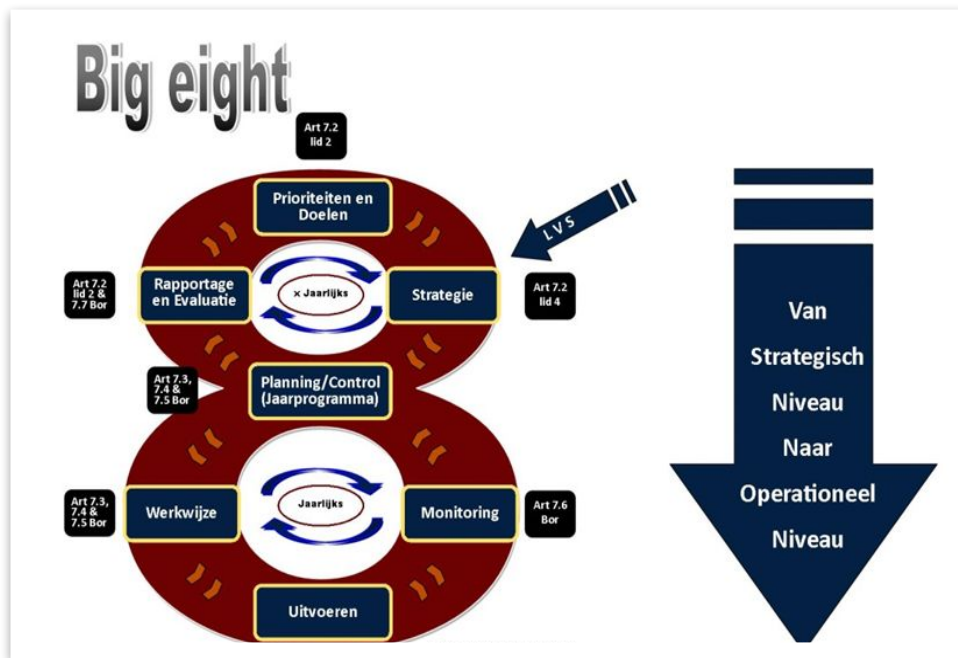 Big eight
Art 7.2
lid 2
Prioriteiten en
Doelen
LVS
Art 7.2
lid 2 &
7.7 Bor
Rapportage
en Evaluatie
x Jaarlijks
Strategie
Art 7.2
lid 4
Art 7.3,
7.4 &
7.5 Bor
Planning/Control
(Jaarprogramma)
Art 7.3,
7.4 &
7.5 Bor
Werkwijze
Jaarlijks
Monitoring
Art 7.6
Bor
Uitvoeren
Van
Strategisch
Niveau
Naar
Operationeel
Niveau